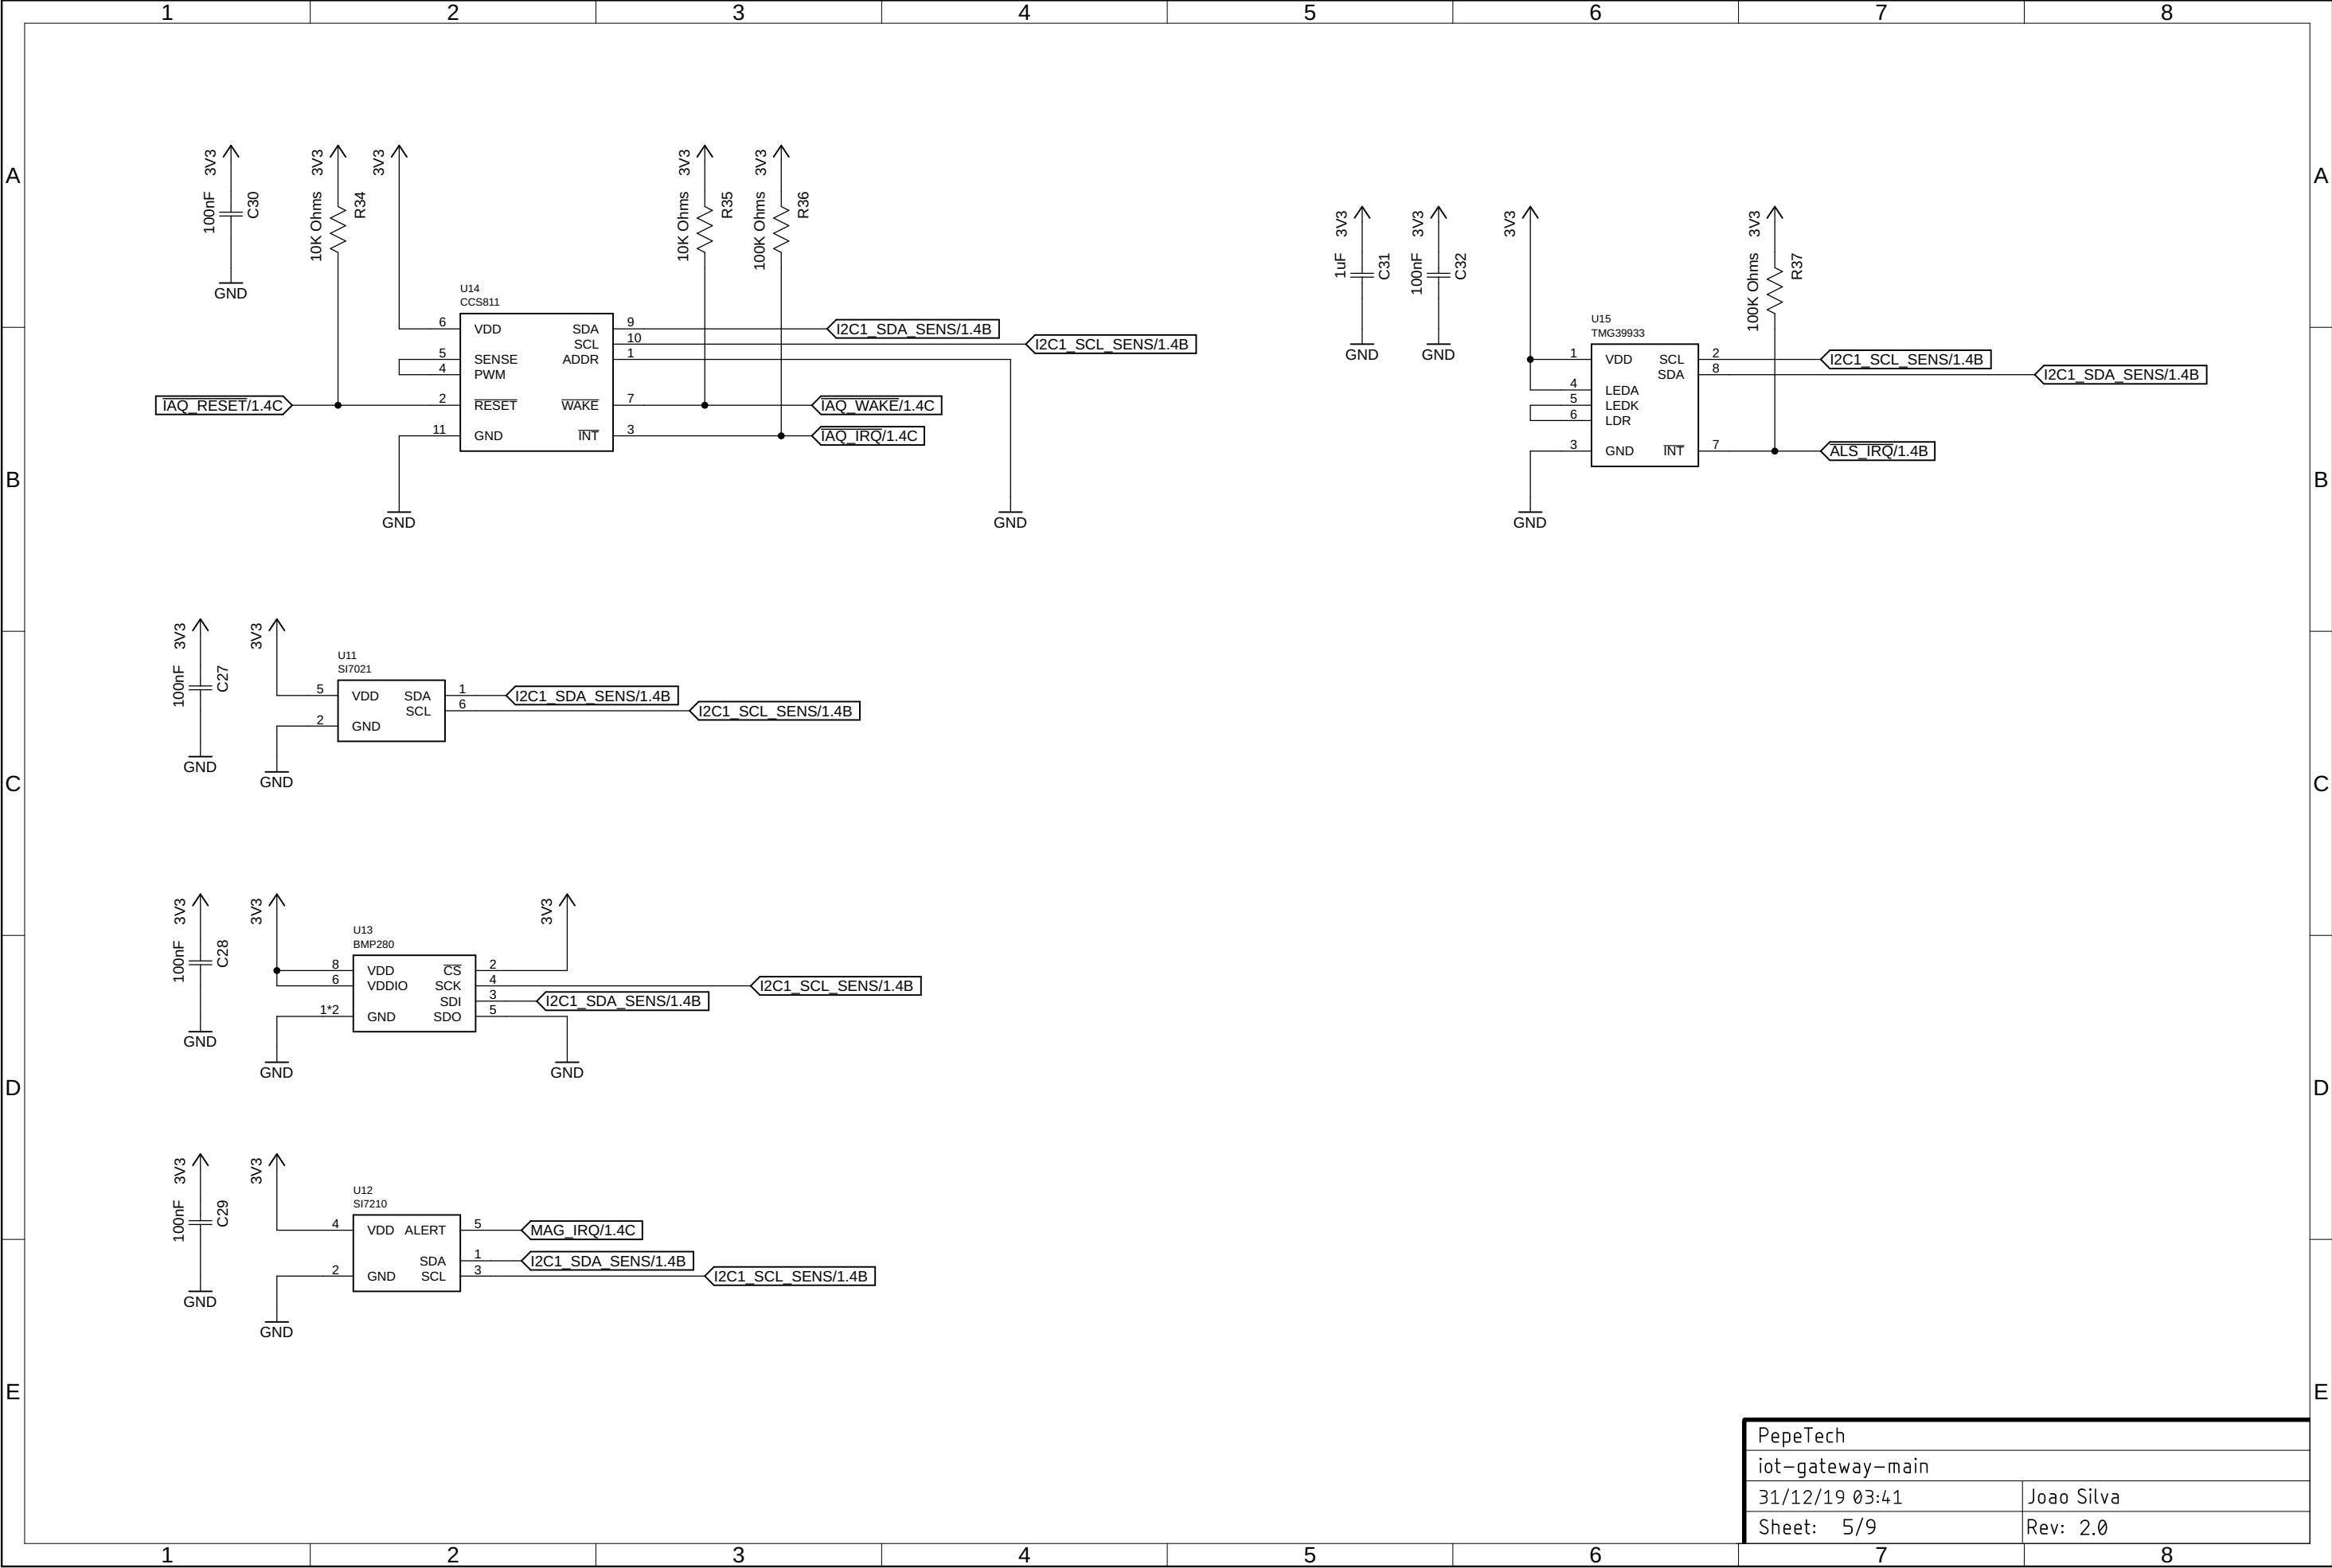 1 2 3 4 5 6 7 8
A A
B B
C C
D D
E E
3V3
100nF
C30
GND
3V3
10K Ohms
R34
3V3
3V3
10K Ohms
R35
3V3
100K Ohms
R36
U14
CCS811
6 VDD SDA 9
SCL 10
5 SENSE ADDR 1
4 PWM
2 RESET WAKE 7
11 GND INT 3
IAQ_RESET/1.4C
I2C1_SDA_SENS/1.4B
I2C1_SCL_SENS/1.4B
IAQ_WAKE/1.4C
IAQ_IRQ/1.4C
GND
GND
3V3
1uF
C31
GND
3V3
100nF
C32
GND
3V3
3V3
100K Ohms
R37
U15
TMG39933
1 VDD SCL 2
SDA 8
4 LEDA
5 LEDK
6 LDR
3 GND INT 7
I2C1_SCL_SENS/1.4B
I2C1_SDA_SENS/1.4B
ALS_IRQ/1.4B
GND
3V3
100nF
C27
GND
3V3
U11
SI7021
5 VDD SDA 1
SCL 6
2 GND
I2C1_SDA_SENS/1.4B
I2C1_SCL_SENS/1.4B
GND
3V3
100nF
C28
GND
3V3
3V3
U13
BMP280
8 VDD CS 2
6 VDDIO SCK 4
SDI 3
1*2 GND SDO 5
I2C1_SCL_SENS/1.4B
I2C1_SDA_SENS/1.4B
GND
GND
3V3
100nF
C29
GND
3V3
U12
SI7210
4 VDD ALERT 5
SDA 1
2 GND SCL 3
MAG_IRQ/1.4C
I2C1_SDA_SENS/1.4B
I2C1_SCL_SENS/1.4B
GND
PepeTech
iot-gateway-main
31/12/19 03:41 Joao Silva
Sheet: 5/9 Rev: 2.0
1 2 3 4 5 6 7 8